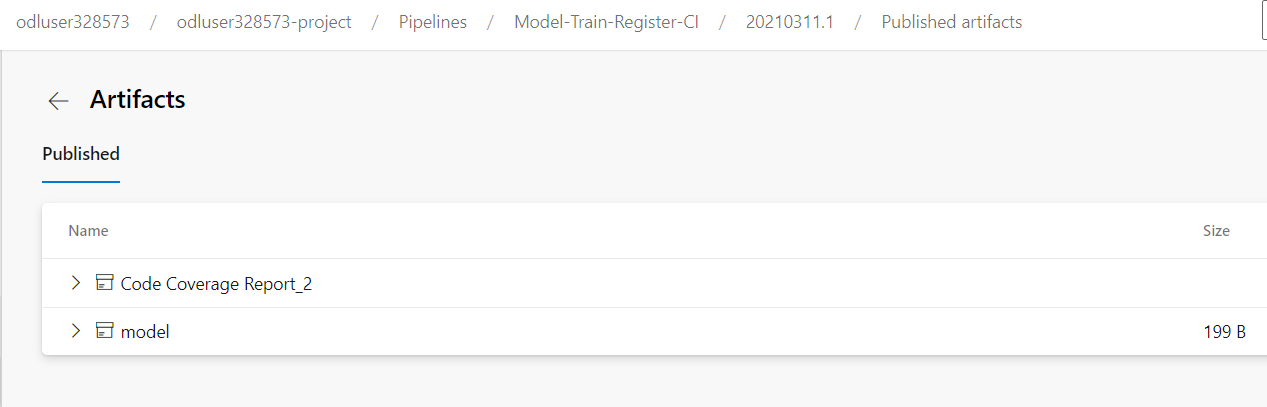 odluser328573 / odluser328573-project / Pipelines / Model-Train-Register-CI / 20210311.1 / Published artifacts
Artifacts
Published
Name Size
Code Coverage Report_2
model 199 B